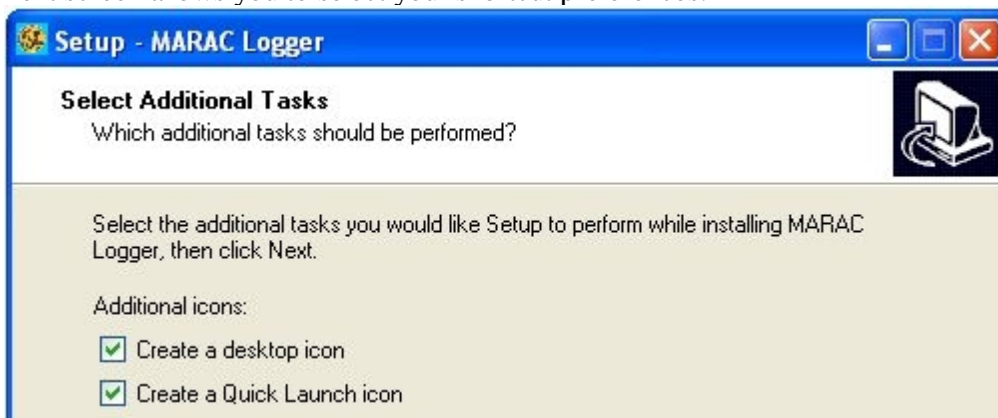 Setup - MARAC Logger
Select Additional Tasks
Which additional tasks should be performed?
Select the additional tasks you would like Setup to perform while installing MARAC
Logger, then click Next.
Additional icons:
Create a desktop icon
Create a Quick Launch icon